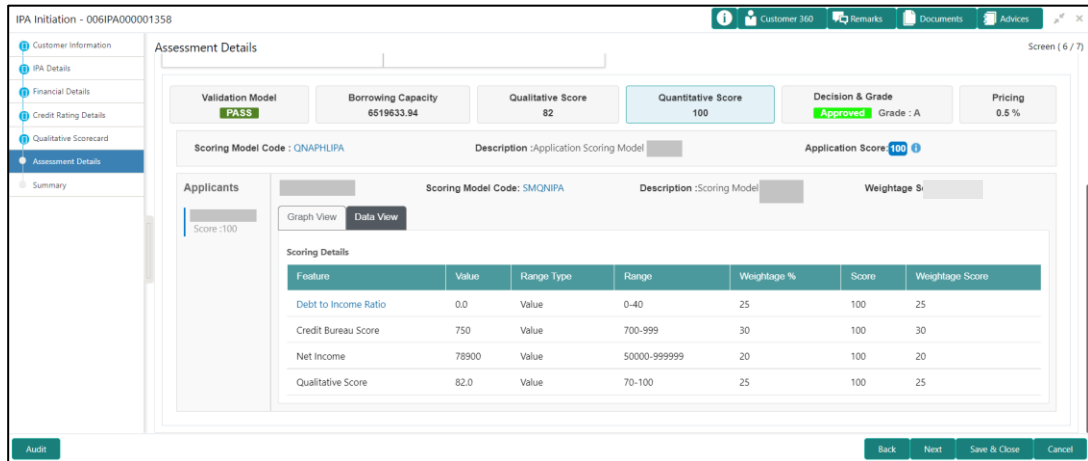 IPA Initiation - 006IPA000001358
Customer 360 Remarks Documents Advices
Customer Information
IPA Details
Financial Details
Credit Rating Details
Qualitative Scorecard
Assessment Details
Summary
Assessment Details Screen ( 6 / 7)
Validation Model Borrowing Capacity Qualitative Score Quantitative Score Decision & Grade Pricing
PASS 6519633.94 82 100 Approved Grade : A 0.5 %
Scoring Model Code : QNAPHLIPA Description :Application Scoring Model Application Score: 100
Applicants Scoring Model Code: SMQNIPA Description :Scoring Model Weightage
Score :100
Graph View Data View
Scoring Details
Feature Value Range Type Range Weightage % Score Weightage Score
Debt to Income Ratio 0.0 Value 0-40 25 100 25
Credit Bureau Score 750 Value 700-999 30 100 30
Net Income 78900 Value 50000-999999 20 100 20
Qualitative Score 82.0 Value 70-100 25 100 25
Audit Back Next Save & Close Cancel